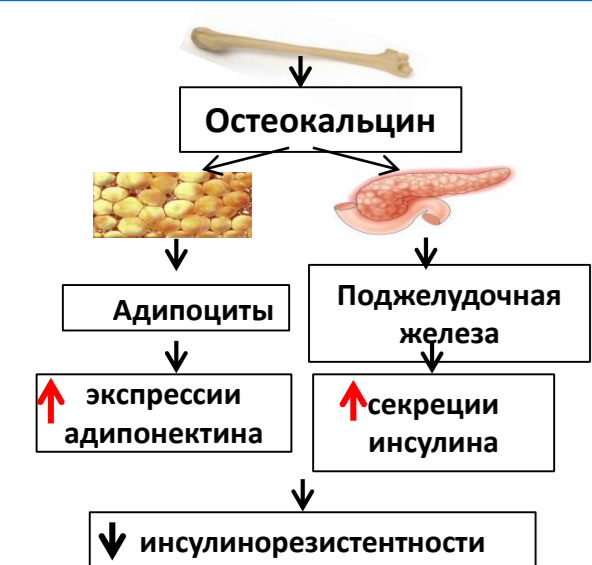 Остеокальцин
Адипоциты
Поджелудочная
железа
экспрессии
адипонектина
секреции
инсулина
инсулинорезистентности